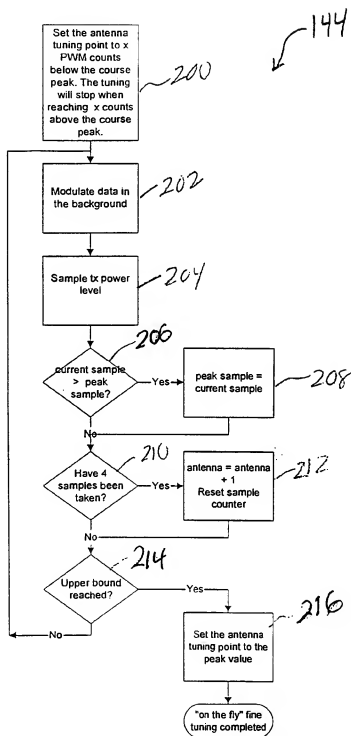 144
Set the antenna
tuning point to x
PWM counts
below the course
peak. The tuning
will stop when
reaching x counts
above the course
peak.
200
Modulate data in
the background
202
Sample tx power
level
204
206
current sample
> peak
sample?
Yes
peak sample =
current sample
208
No
210
Have 4
samples been
taken?
Yes
antenna = antenna
+ 1
Reset sample
counter
212
No
214
Upper bound
reached?
Yes
No
216
Set the antenna
tuning point to the
peak value
"on the fly" fine
tuning completed